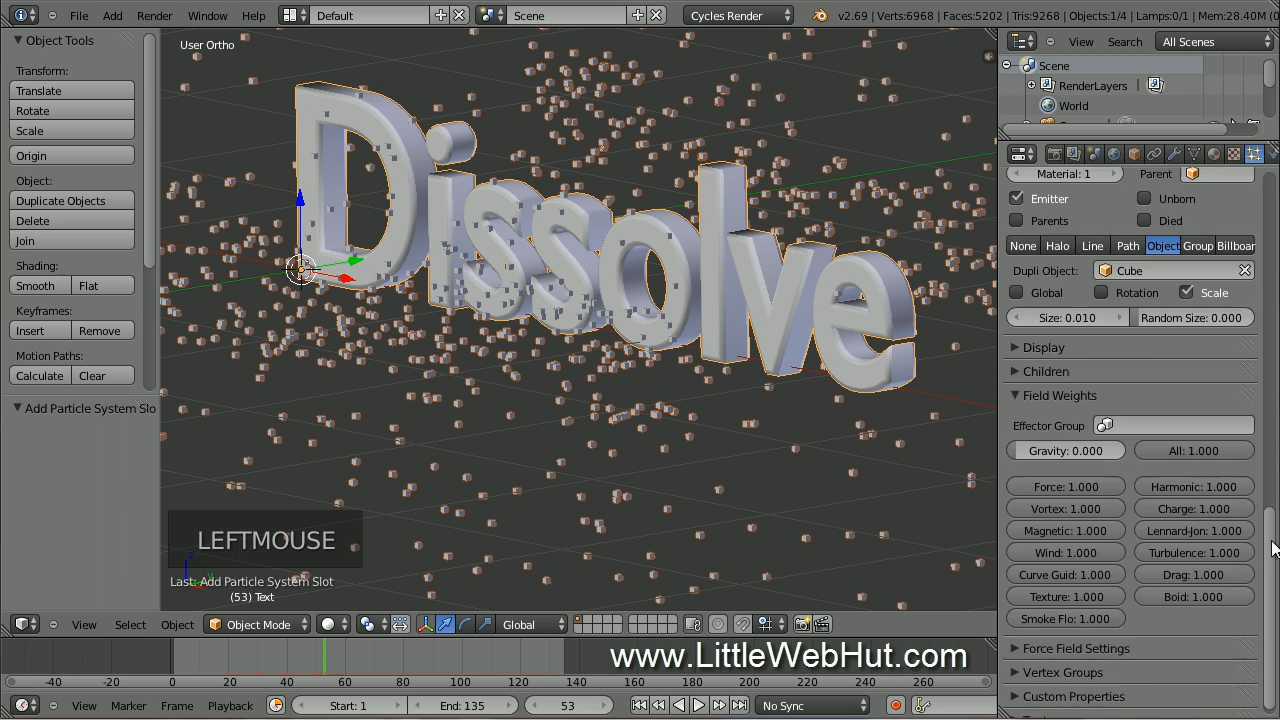 File Add Render Window Help Default Scene Cycles Render v2.69 | Verts:6968 | Faces:5202 | Tris:9268 | Objects:1/4 | Lamps:0/1 | Mem:28.40M
Object Tools
Transform:
Translate
Rotate
Scale
Origin
Object:
Duplicate Objects
Delete
Join
Shading:
Smooth Flat
Keyframes:
Insert Remove
Motion Paths:
Calculate Clear
Add Particle System Slo
User Ortho
Dissolve
LEFTMOUSE
Last: Add Particle System Slot
(53) Text
View Select Object Object Mode Global
View Search All Scenes
Scene
RenderLayers
World
Material: 1 Parent
Emitter Unborn
Parents Died
None Halo Line Path Object Group Billboar
Dupli Object: Cube
Global Rotation Scale
Size: 0.010 Random Size: 0.000
Display
Children
Field Weights
Effector Group
Gravity: 0.000 All: 1.000
Force: 1.000 Harmonic: 1.000
Vortex: 1.000 Charge: 1.000
Magnetic: 1.000 Lennard-Jon: 1.000
Wind: 1.000 Turbulence: 1.000
Curve Guid: 1.000 Drag: 1.000
Texture: 1.000 Boid: 1.000
Smoke Flo: 1.000
Force Field Settings
Vertex Groups
Custom Properties
www.LittleWebHut.com
-40 -20 0 20 40 60 80 100 120 140 160 180 200 220 240 260
View Marker Frame Playback Start: 1 End: 135 53 No Sync